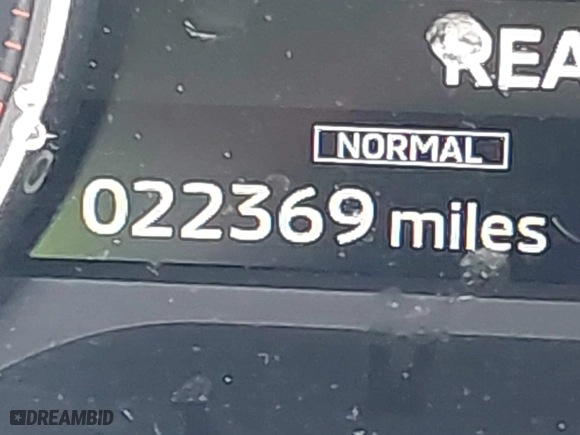 REA
NORMAL
022369 miles
DREAMBID